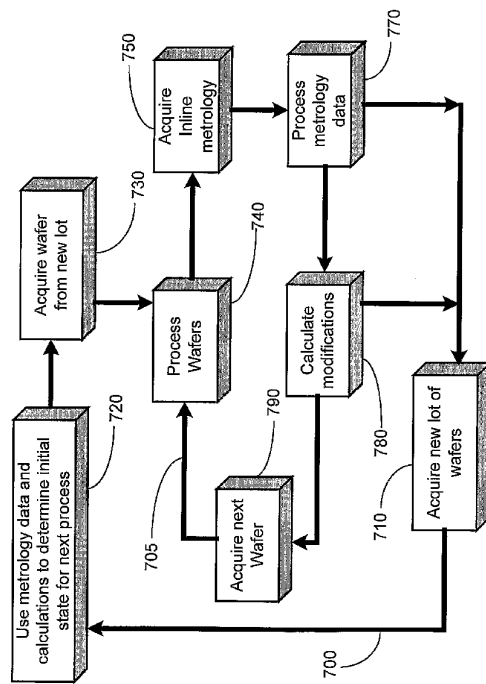 Use metrology data and
calculations to determine initial
state for next process
720
Acquire wafer
from new lot
730
750
Acquire
Inline
metrology
705
Process
Wafers
740
Acquire next
Wafer
790
Calculate
modifications
780
Process
metrology
data
770
700
710
Acquire new lot of
wafers